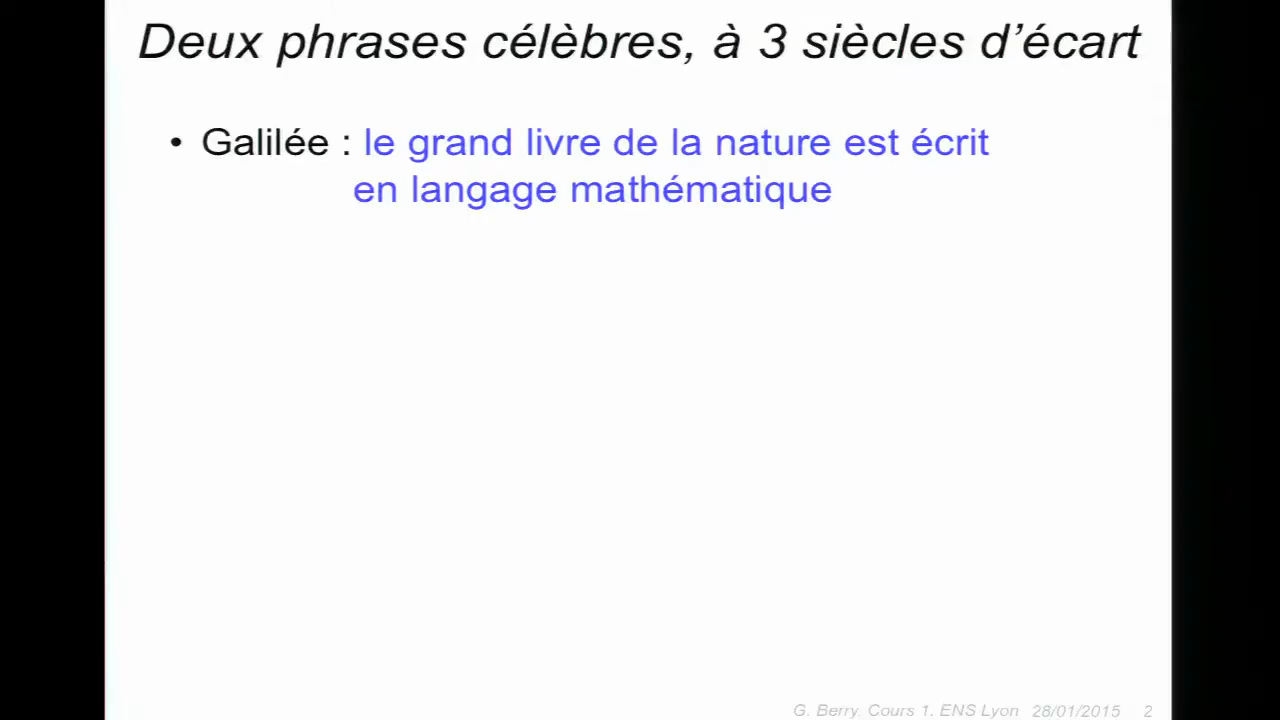 Deux phrases célèbres, à 3 siècles d’écart
• Galilée : le grand livre de la nature est écrit
en langage mathématique
G. Berry, Cours 1, ENS Lyon 28/01/2015 2